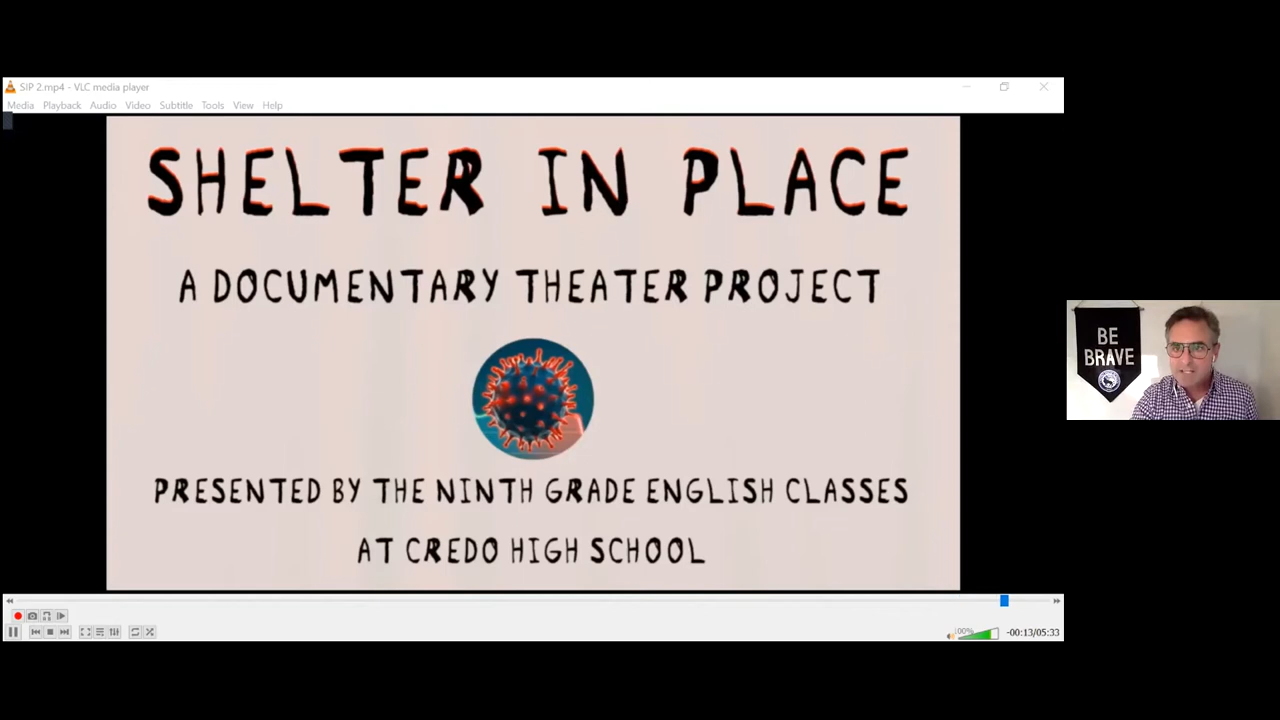 SIP 2.mp4 - VLC media player
Media Playback Audio Video Subtitle Tools View Help
SHELTER IN PLACE
A DOCUMENTARY THEATER PROJECT
PRESENTED BY THE NINTH GRADE ENGLISH CLASSES
AT CREDO HIGH SCHOOL
100%
-00:13/05:33
BE
BRAVE